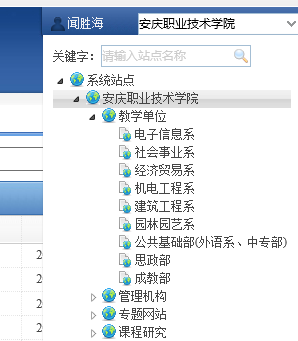 闻胜海 安庆职业技术学院
关键字： 请输入站点名称
系统站点
安庆职业技术学院
教学单位
电子信息系
社会事业系
经济贸易系
机电工程系
建筑工程系
园林园艺系
公共基础部(外语系、中专部)
思政部
成教部
管理机构
专题网站
课程研究